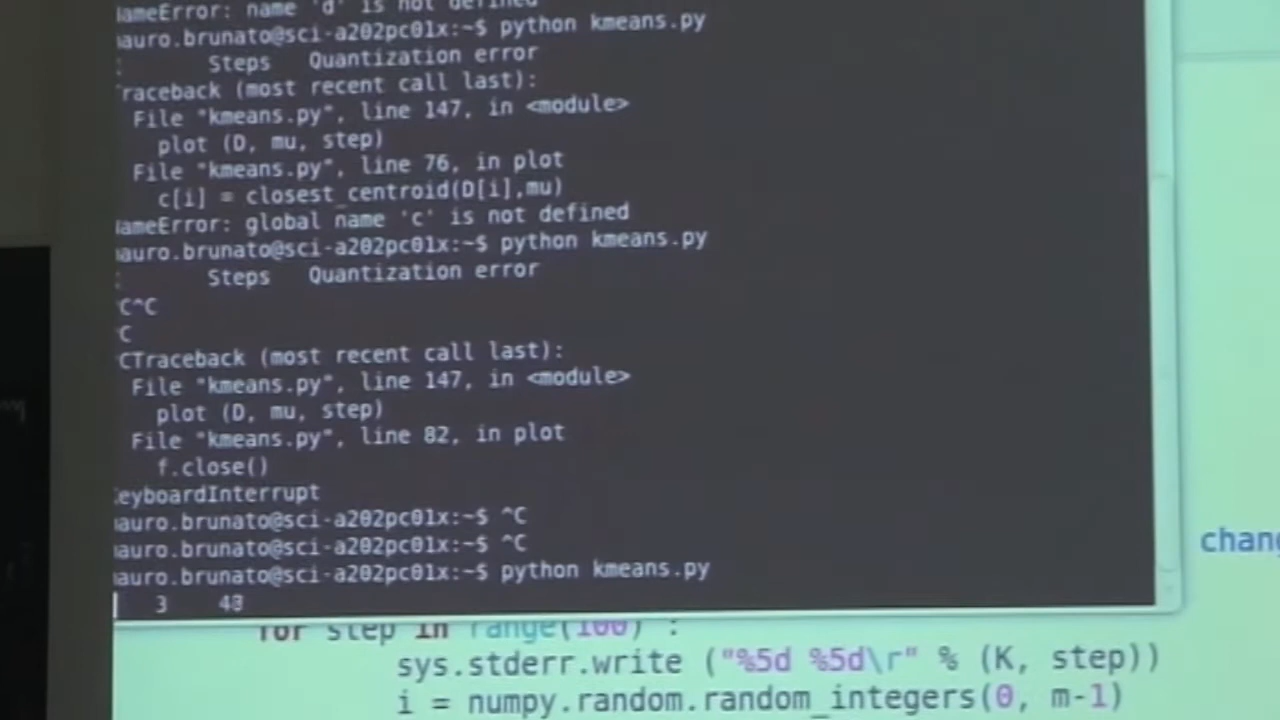 ameError: name 'd' is not defined
auro.brunato@sci-a202pc01x:~$ python kmeans.py
: Steps Quantization error
raceback (most recent call last):
File "kmeans.py", line 147, in <module>
plot (D, mu, step)
File "kmeans.py", line 76, in plot
c[i] = closest_centroid(D[i],mu)
ameError: global name 'c' is not defined
auro.brunato@sci-a202pc01x:~$ python kmeans.py
: Steps Quantization error
^C^C
^C
^CTraceback (most recent call last):
File "kmeans.py", line 147, in <module>
plot (D, mu, step)
File "kmeans.py", line 82, in plot
f.close()
eyboardInterrupt
auro.brunato@sci-a202pc01x:~$ ^C
auro.brunato@sci-a202pc01x:~$ ^C
auro.brunato@sci-a202pc01x:~$ python kmeans.py
3
chang
for step in range(100) :
sys.stderr.write ("%5d %5d\r" % (K, step))
i = numpy.random.random_integers(0, m-1)